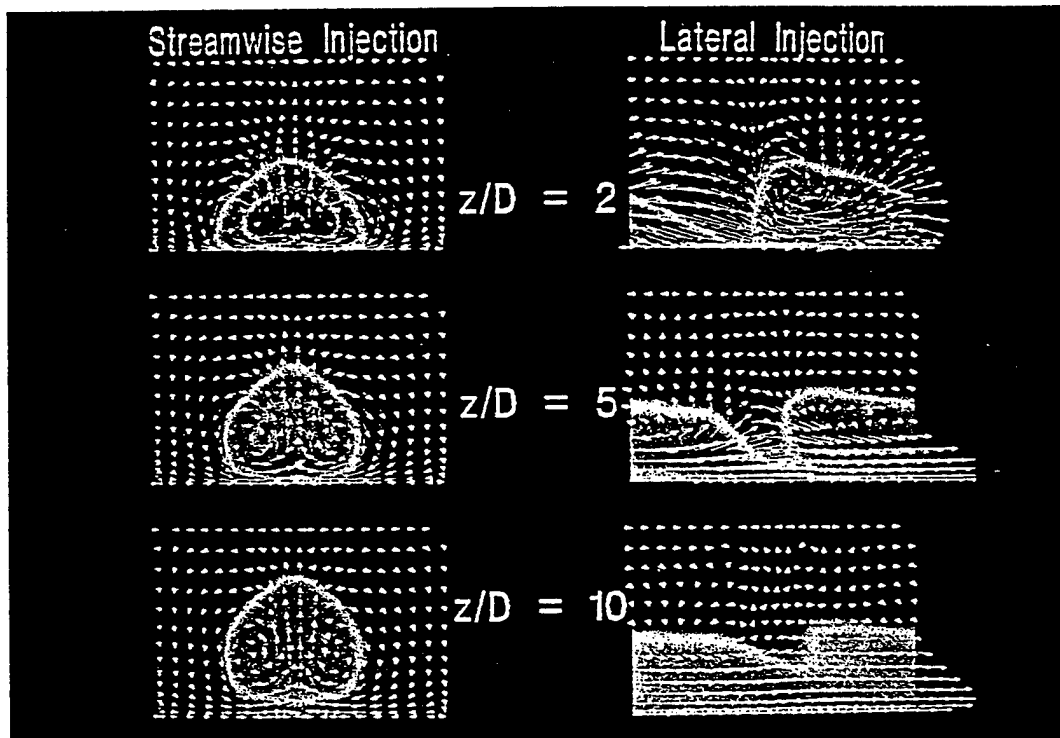 Streamwise Injection
Lateral Injection
z/D = 2
z/D = 5
z/D = 10